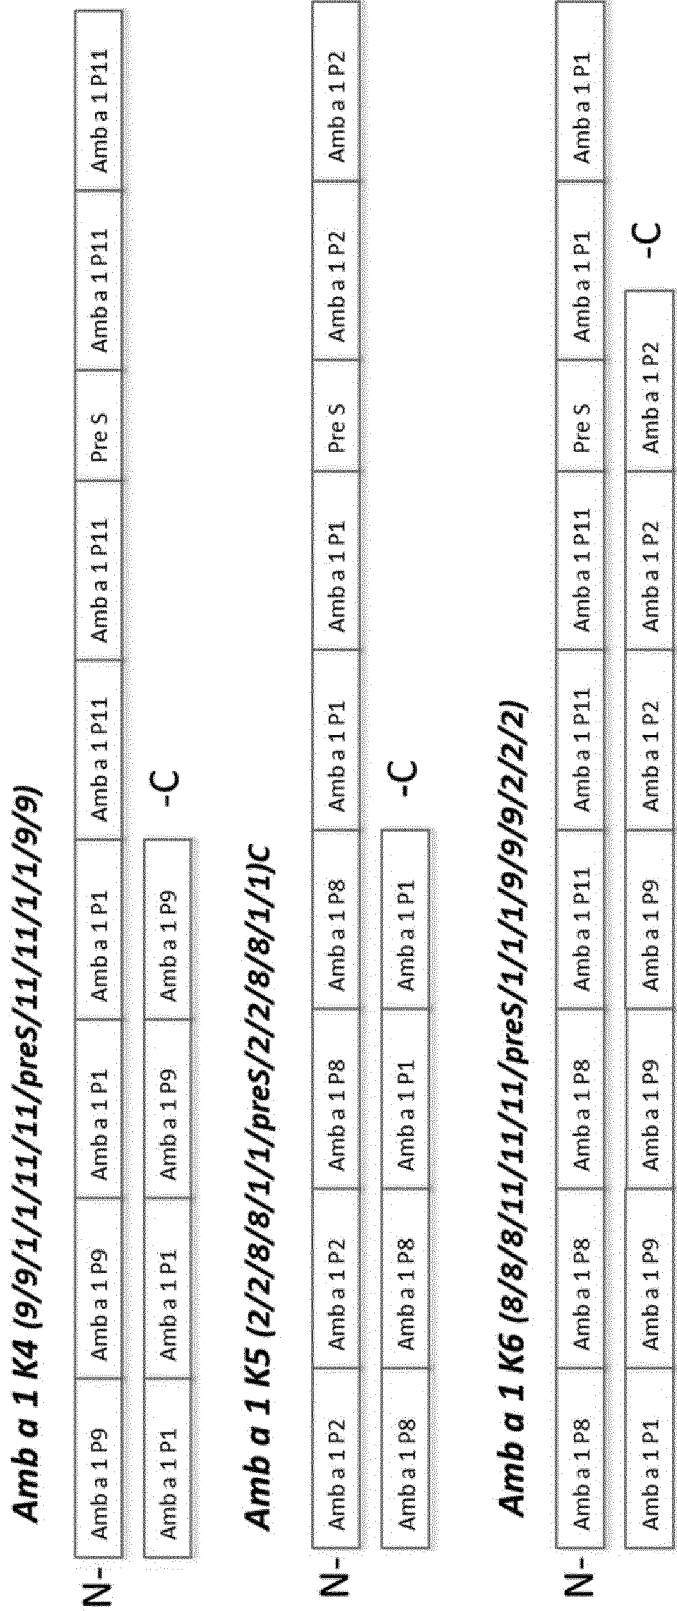 Amb a 1 K4 (9/9/1/1/11/11/preS/11/11/1/1/9/9)
N- Amb a 1 P9 Amb a 1 P9 Amb a 1 P1 Amb a 1 P1 Amb a 1 P11 Amb a 1 P11 Pre S Amb a 1 P11 Amb a 1 P11
Amb a 1 P1 Amb a 1 P1 Amb a 1 P9 Amb a 1 P9 -C
Amb a 1 K5 (2/2/8/8/1/1/preS/2/2/8/8/1/1)C
N- Amb a 1 P2 Amb a 1 P2 Amb a 1 P8 Amb a 1 P8 Amb a 1 P1 Amb a 1 P1 Pre S Amb a 1 P2 Amb a 1 P2
Amb a 1 P8 Amb a 1 P8 Amb a 1 P1 Amb a 1 P1 -C
Amb a 1 K6 (8/8/8/11/11/11/preS/1/1/1/9/9/9/2/2/2)
N- Amb a 1 P8 Amb a 1 P8 Amb a 1 P8 Amb a 1 P11 Amb a 1 P11 Amb a 1 P11 Pre S Amb a 1 P1 Amb a 1 P1
Amb a 1 P1 Amb a 1 P9 Amb a 1 P9 Amb a 1 P9 Amb a 1 P2 Amb a 1 P2 Amb a 1 P2 -C